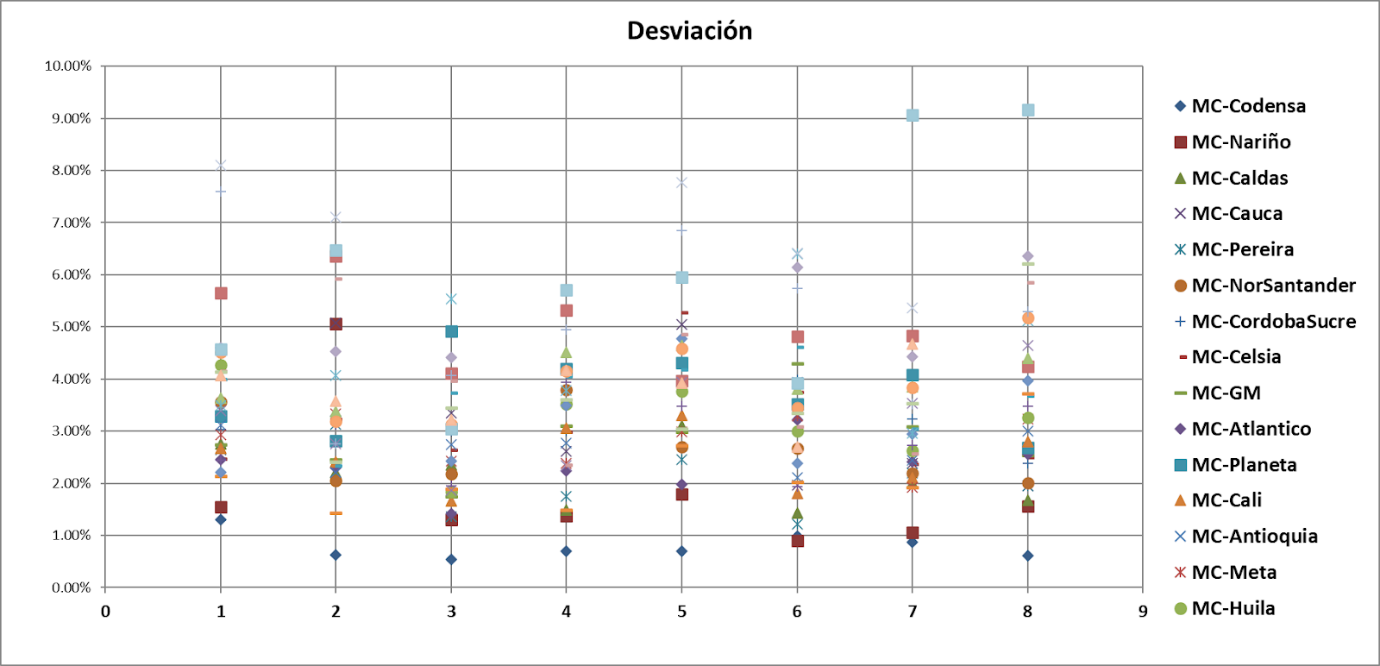 Desviación
10.00%
9.00%
8.00%
7.00%
6.00%
5.00%
4.00%
3.00%
2.00%
1.00%
0.00%
0 1 2 3 4 5 6 7 8 9
MC-Codensa
MC-Nariño
MC-Caldas
MC-Cauca
MC-Pereira
MC-NorSantander
MC-CordobaSucre
MC-Celsia
MC-GM
MC-Atlantico
MC-Planeta
MC-Cali
MC-Antioquia
MC-Meta
MC-Huila